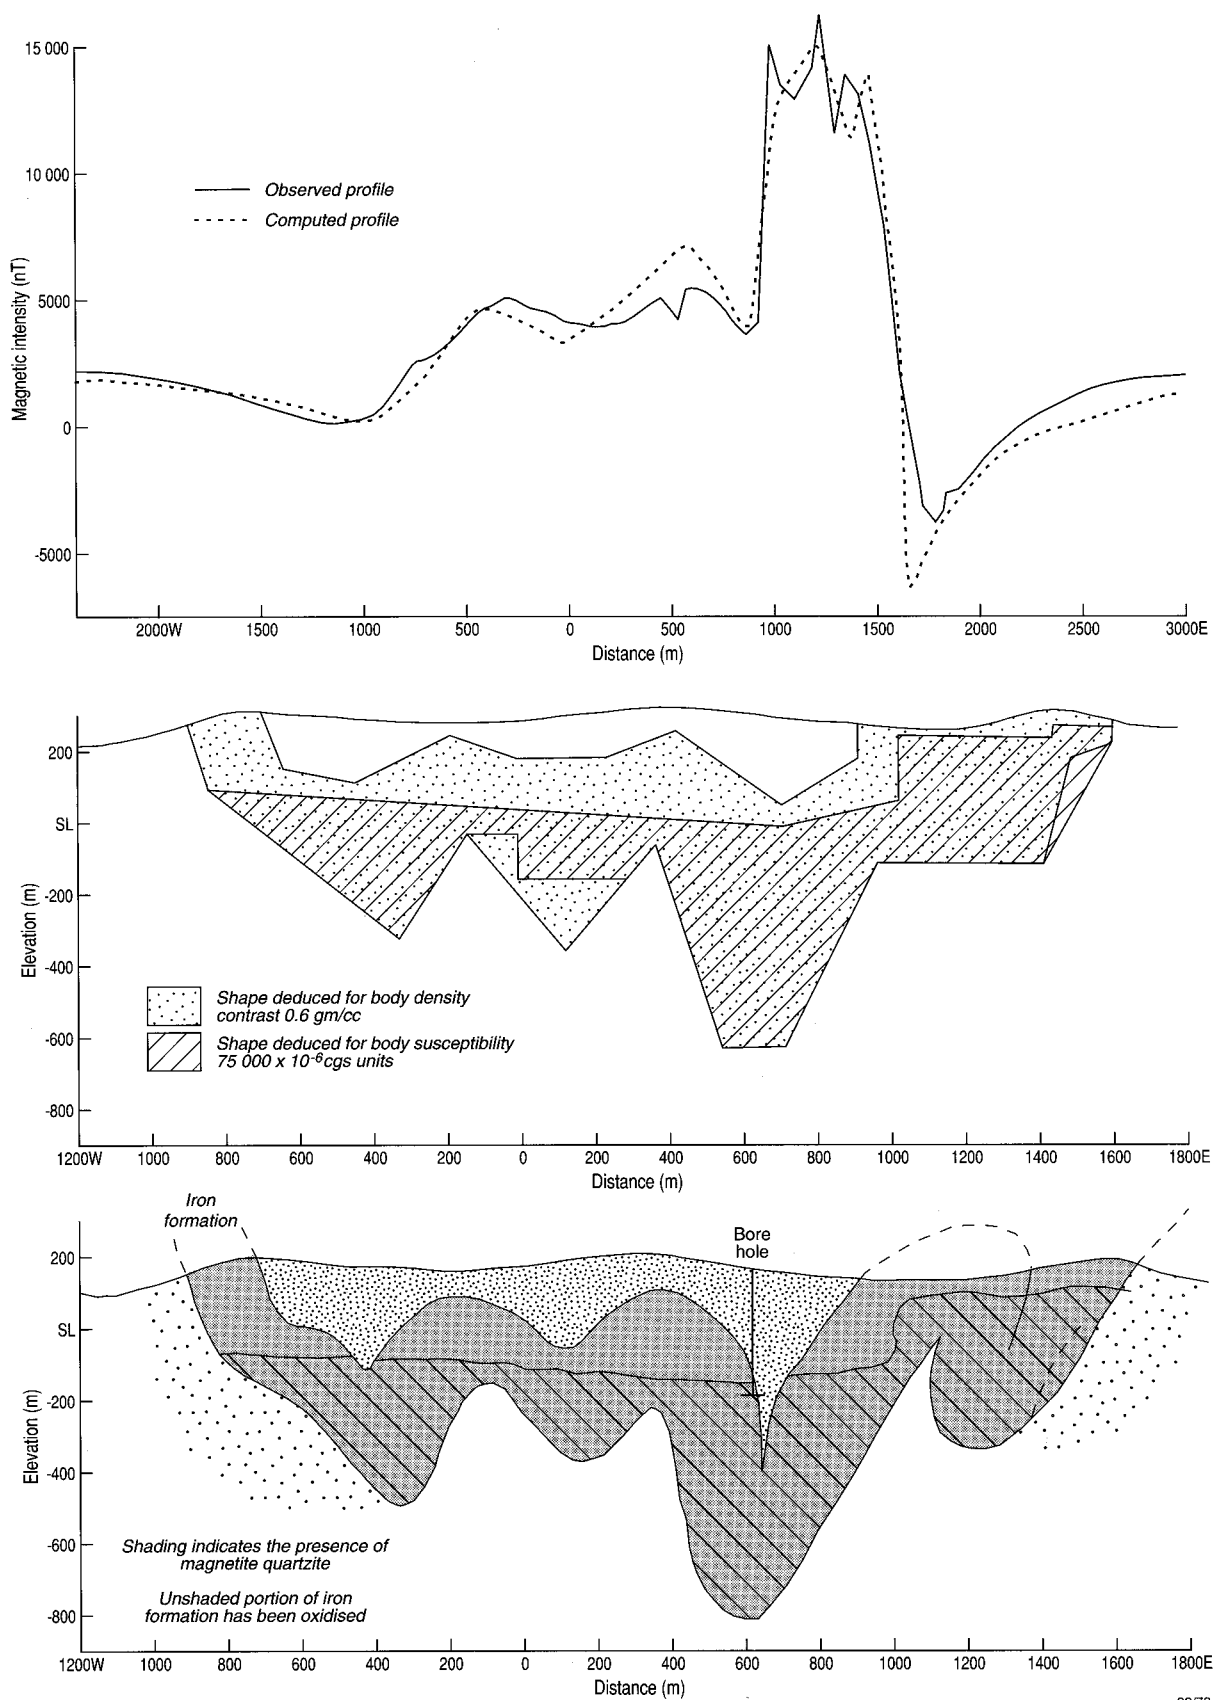 15 000
10 000
5000
0
-5000
Magnetic intensity (nT)
Observed profile
Computed profile
2000W 1500 1000 500 0 500 1000 1500 2000 2500 3000E
Distance (m)
200
SL
-200
-400
-600
-800
Elevation (m)
Shape deduced for body density
contrast 0.6 gm/cc
Shape deduced for body susceptibility
75 000 x 10⁻⁶cgs units
1200W 1000 800 600 400 200 0 200 400 600 800 1000 1200 1400 1600 1800E
Distance (m)
Iron
formation
Bore
hole
200
SL
-200
-400
-600
-800
Elevation (m)
Shading indicates the presence of
magnetite quartzite
Unshaded portion of iron
formation has been oxidised
1200W 1000 800 600 400 200 0 200 400 600 800 1000 1200 1400 1600 1800E
Distance (m)